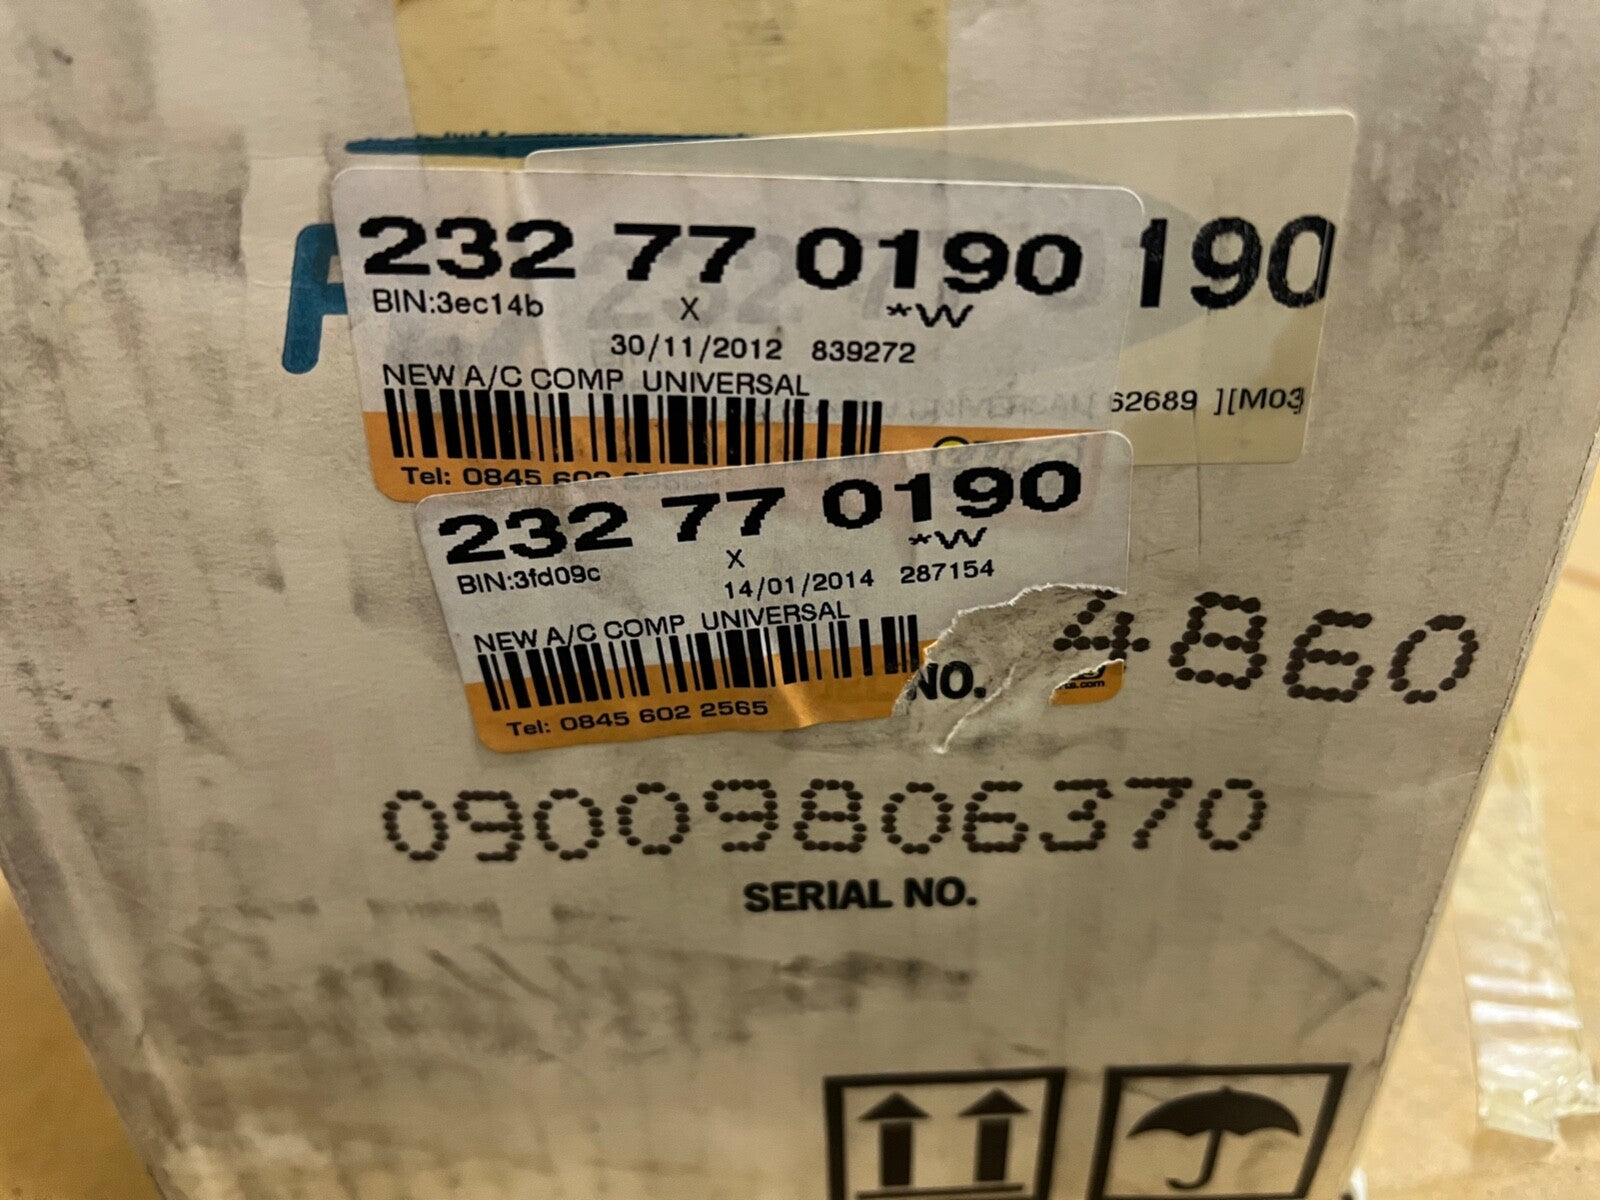 232 77 0190
190
BIN:3ec14b X *W
30/11/2012 839272
NEW A/C COMP UNIVERSAL
62689 ][M03
Tel: 0845 602
232 77 0190
BIN:3fd09c X *W
14/01/2014 287154
NEW A/C COMP UNIVERSAL
NO. 4860
Tel: 0845 602 2565
09009806370
SERIAL NO.